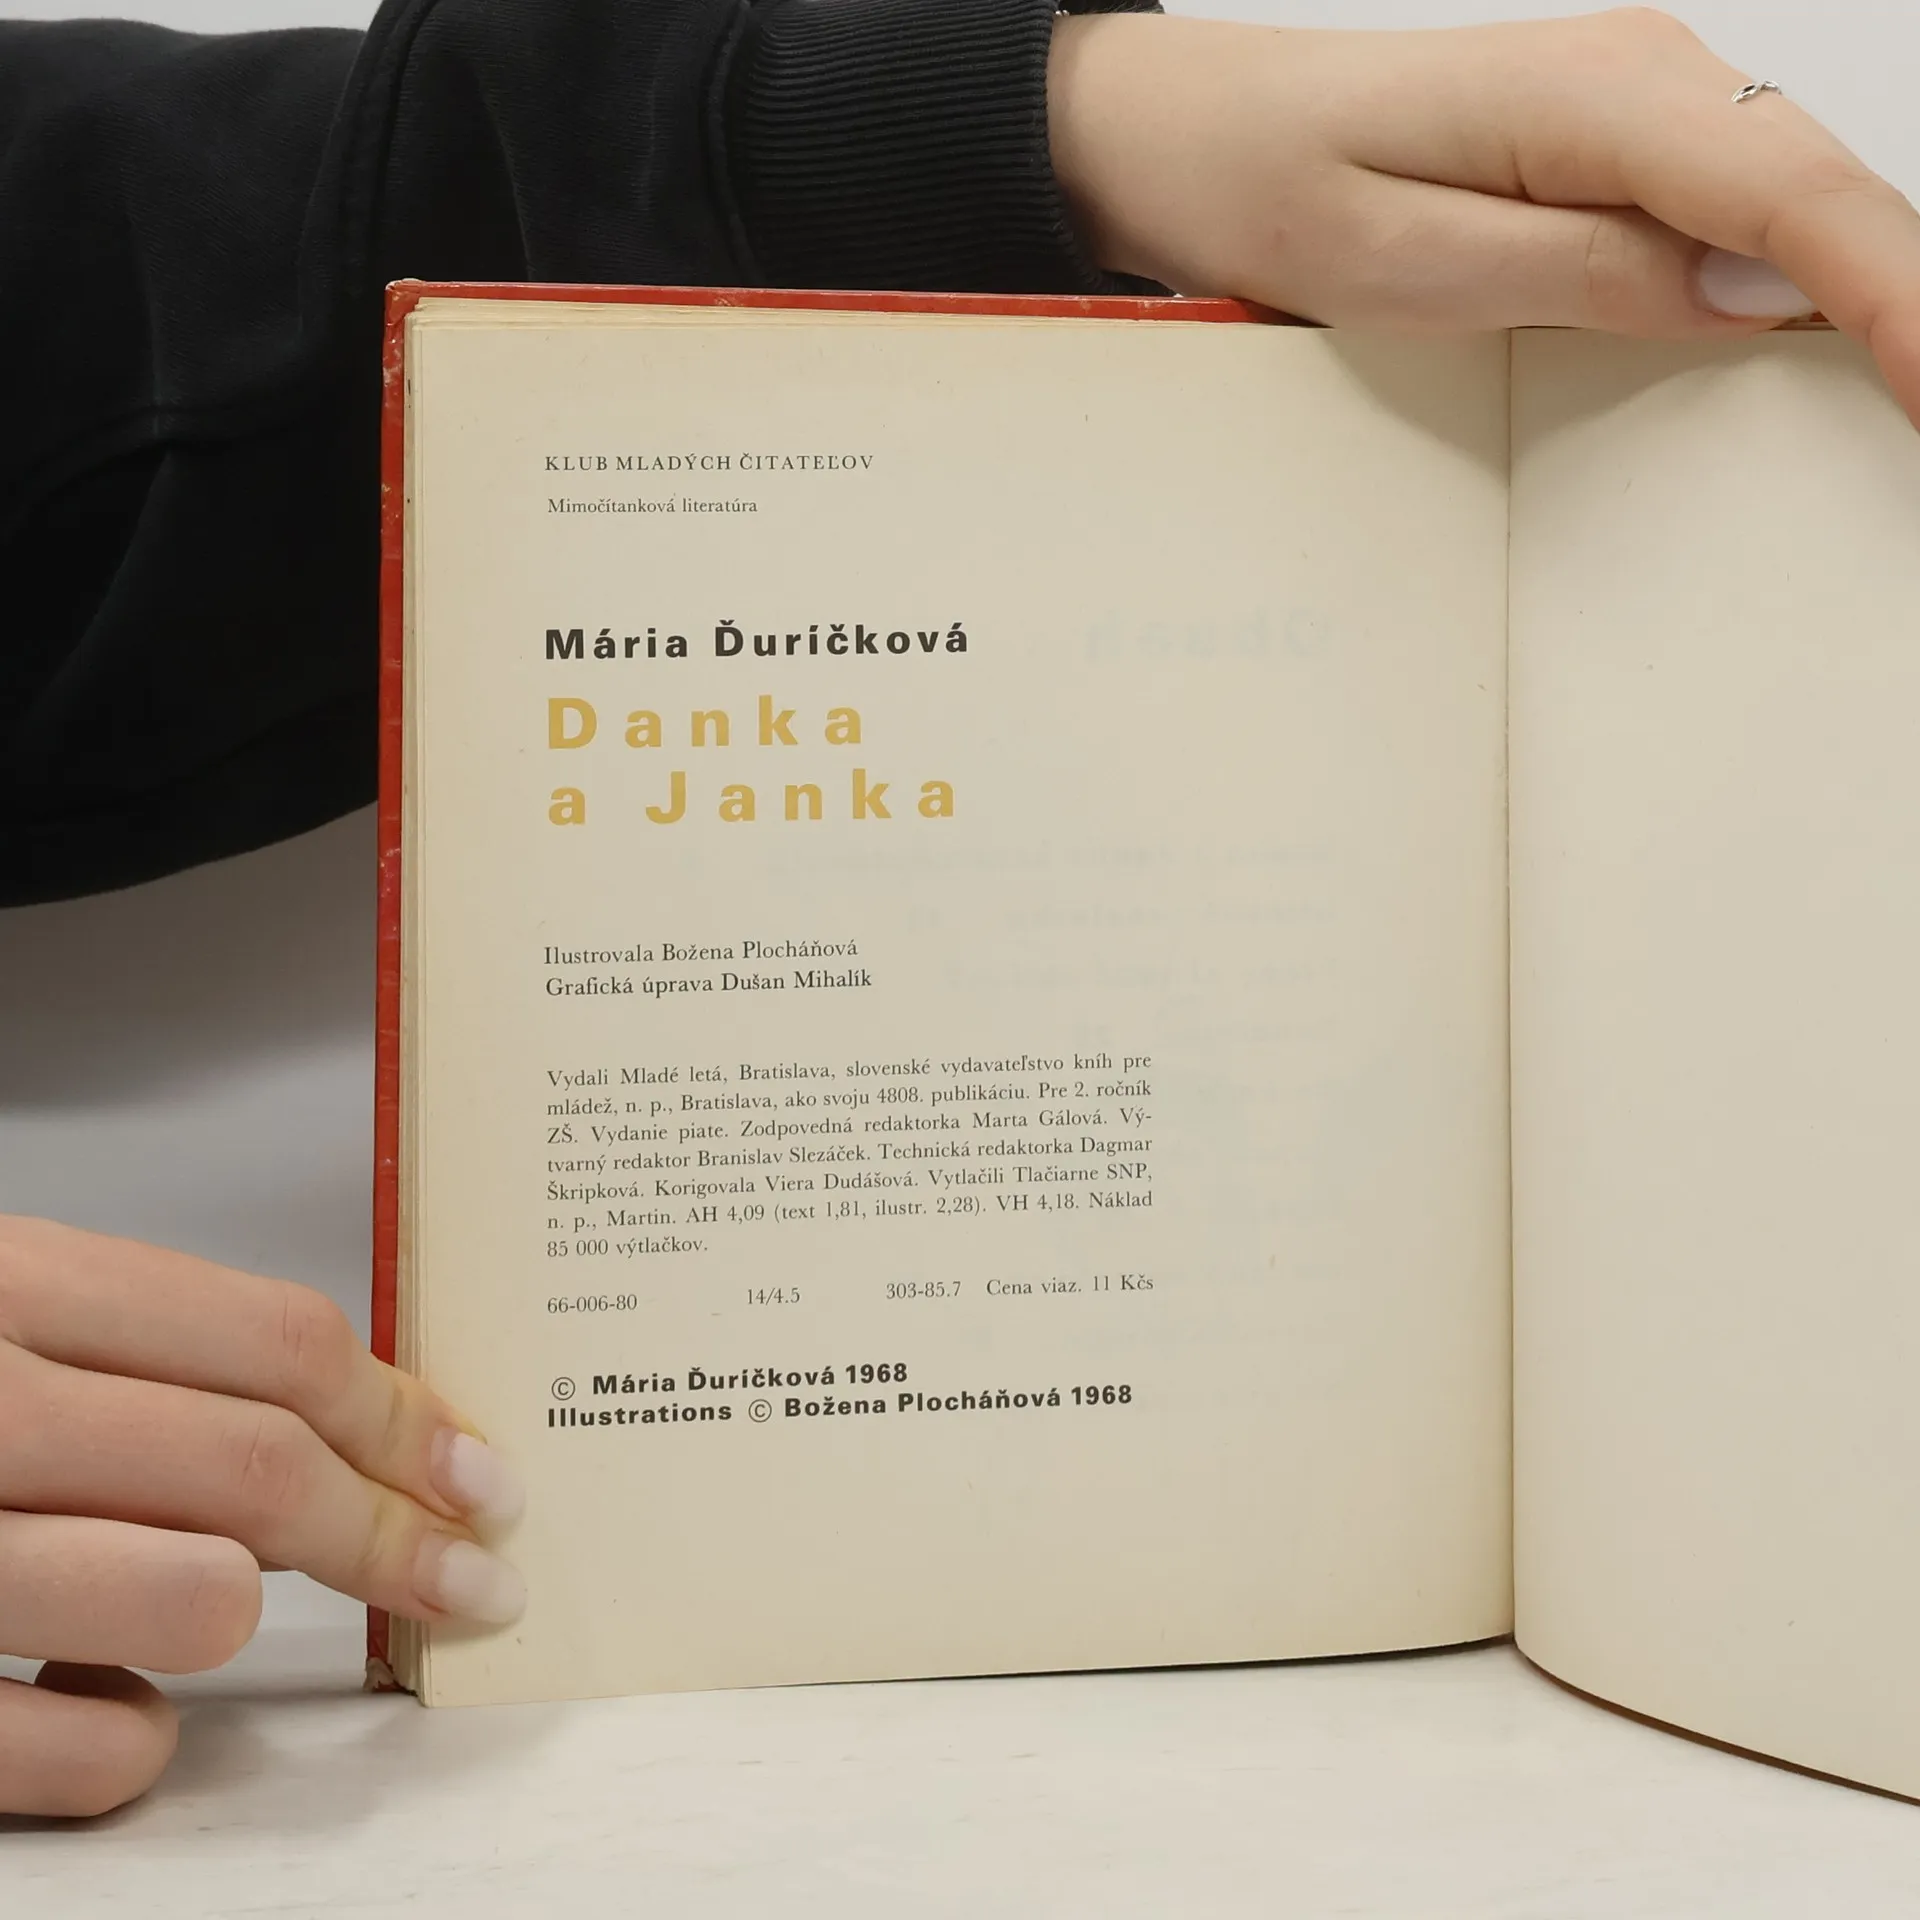 KLUB MLADÝCH ČITATEĽOV
Mimočítanková literatúra
Mária Ďuríčková
Danka
a Janka
Ilustrovala Božena Plocháňová
Grafická úprava Dušan Mihalík
Vydali Mladé letá, Bratislava, slovenské vydavateľstvo kníh pre
mládež, n. p., Bratislava, ako svoju 4808. publikáciu. Pre 2. ročník
ZŠ. Vydanie piate. Zodpovedná redaktorka Marta Gálová. Vý-
tvarný redaktor Branislav Slezáček. Technická redaktorka Dagmar
Škripková. Korigovala Viera Dudášová. Vytlačili Tlačiarne SNP,
n. p., Martin. AH 4,09 (text 1,81, ilustr. 2,28). VH 4,18. Náklad
85 000 výtlačkov.
66-006-80 14/4.5 303-85.7 Cena viaz. 11 Kčs
© Mária Ďuríčková 1968
Illustrations © Božena Plocháňová 1968